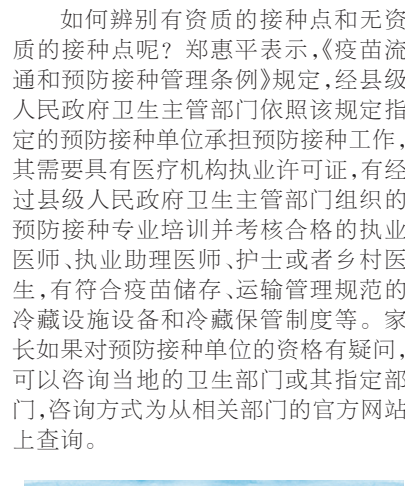 如何辨别有资质的接种点和无资
质的接种点呢？郑惠平表示，《疫苗流
通和预防接种管理条例》规定，经县级
人民政府卫生主管部门依照该规定指
定的预防接种单位承担预防接种工作，
其需要具有医疗机构执业许可证，有经
过县级人民政府卫生主管部门组织的
预防接种专业培训并考核合格的执业
医师、执业助理医师、护士或者乡村医
生，有符合疫苗储存、运输管理规范的
冷藏设施设备和冷藏保管制度等。家
长如果对预防接种单位的资格有疑问，
可以咨询当地的卫生部门或其指定部
门，咨询方式为从相关部门的官方网站
上查询。